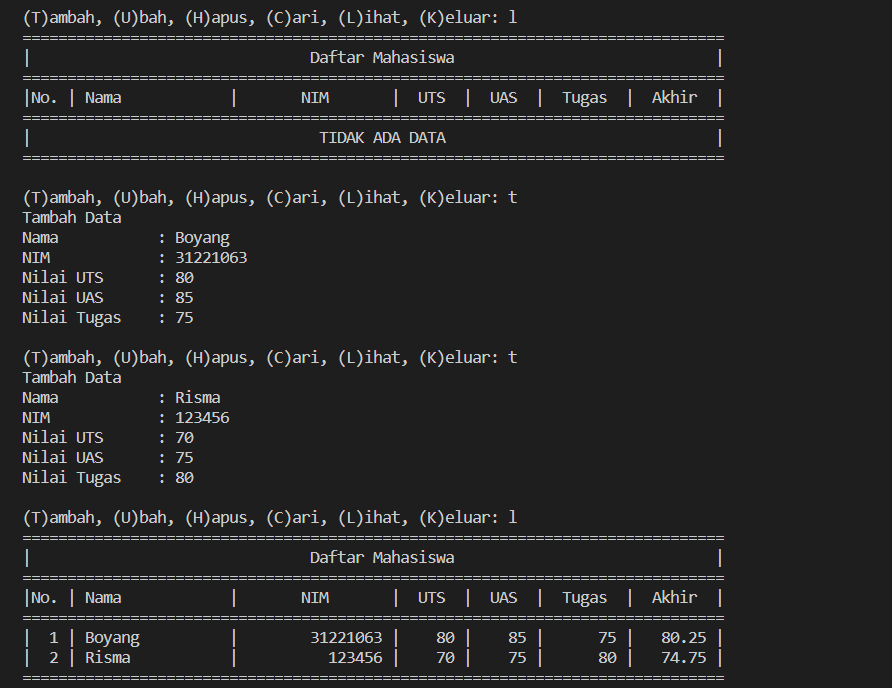 (T)ambah, (U)bah, (H)apus, (C)ari, (L)ihat, (K)eluar: l
==============================================================================
|                               Daftar Mahasiswa                             |
==============================================================================
|No. | Nama            |       NIM       |  UTS  |  UAS  |  Tugas  |  Akhir  |
==============================================================================
|                                TIDAK ADA DATA                              |
==============================================================================
(T)ambah, (U)bah, (H)apus, (C)ari, (L)ihat, (K)eluar: t
Tambah Data
Nama           : Boyang
NIM            : 31221063
Nilai UTS      : 80
Nilai UAS      : 85
Nilai Tugas    : 75
(T)ambah, (U)bah, (H)apus, (C)ari, (L)ihat, (K)eluar: t
Tambah Data
Nama           : Risma
NIM            : 123456
Nilai UTS      : 70
Nilai UAS      : 75
Nilai Tugas    : 80
(T)ambah, (U)bah, (H)apus, (C)ari, (L)ihat, (K)eluar: l
==============================================================================
|                               Daftar Mahasiswa                             |
==============================================================================
|No. | Nama            |       NIM       |  UTS  |  UAS  |  Tugas  |  Akhir  |
==============================================================================
|  1 | Boyang          |        31221063 |    80 |    85 |      75 |   80.25 |
|  2 | Risma           |          123456 |    70 |    75 |      80 |   74.75 |
==============================================================================